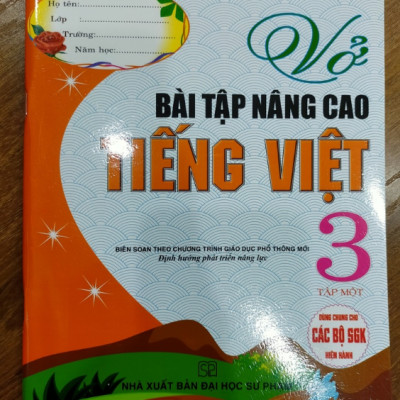 Họ tên:
Lớp
Trường:
Năm học:
Vở
BÀI TẬP NÂNG CAO
TIẾNG VIỆT
3
BIÊN SOẠN THEO CHƯƠNG TRÌNH GIÁO DỤC PHỔ THÔNG MỚI
Định hướng phát triển năng lực
TẬP MỘT
DÙNG CHUNG CHO
CÁC BỘ SGK
HIỆN HÀNH
NHÀ XUẤT BẢN ĐẠI HỌC SƯ PHẠM